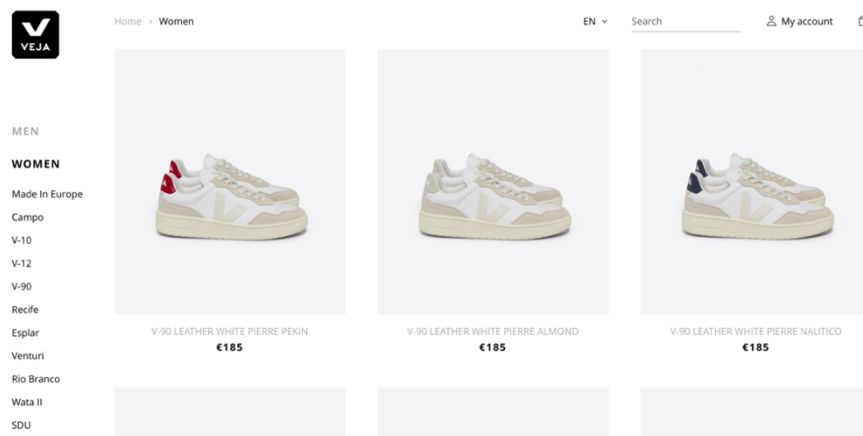 VEJA
Home > Women
EN
Search
My account
MEN
WOMEN
Made In Europe
Campo
V-10
V-12
V-90
Recife
Esplar
Venturi
Rio Branco
Wata II
SDU
V-90 LEATHER WHITE PIERRE PEKIN
€185
V-90 LEATHER WHITE PIERRE ALMOND
€185
V-90 LEATHER WHITE PIERRE NAUTICO
€185